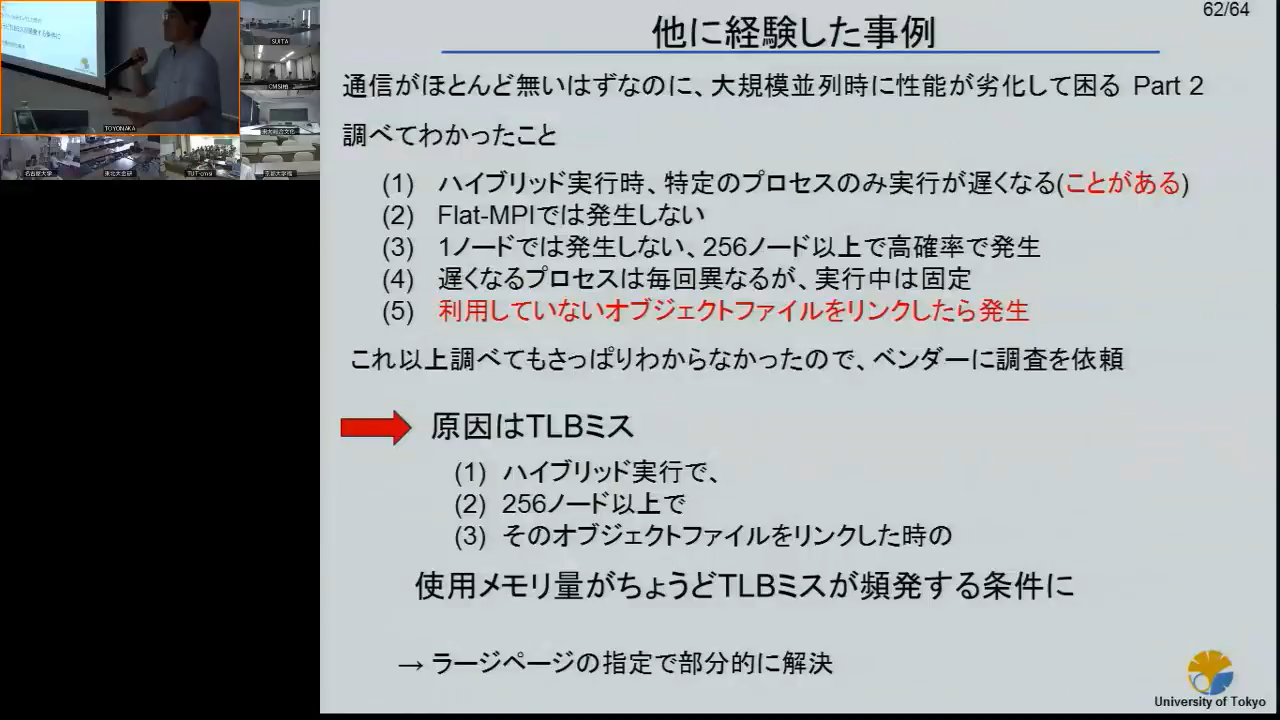 62/64
他に経験した事例
通信がほとんど無いはずなのに、大規模並列時に性能が劣化して困る Part 2
調べてわかったこと
(1) ハイブリッド実行時、特定のプロセスのみ実行が遅くなる(ことがある)
(2) Flat-MPIでは発生しない
(3) 1ノードでは発生しない、256ノード以上で高確率で発生
(4) 遅くなるプロセスは毎回異なるが、実行中は固定
(5) 利用していないオブジェクトファイルをリンクしたら発生
これ以上調べてもさっぱりわからなかったので、ベンダーに調査を依頼
原因はTLBミス
(1) ハイブリッド実行で、
(2) 256ノード以上で
(3) そのオブジェクトファイルをリンクした時の
使用メモリ量がちょうどTLBミスが頻発する条件に
→ ラージページの指定で部分的に解決
University of Tokyo
SUITA
TOYONAKA
名古屋大学
TUT-cmsi